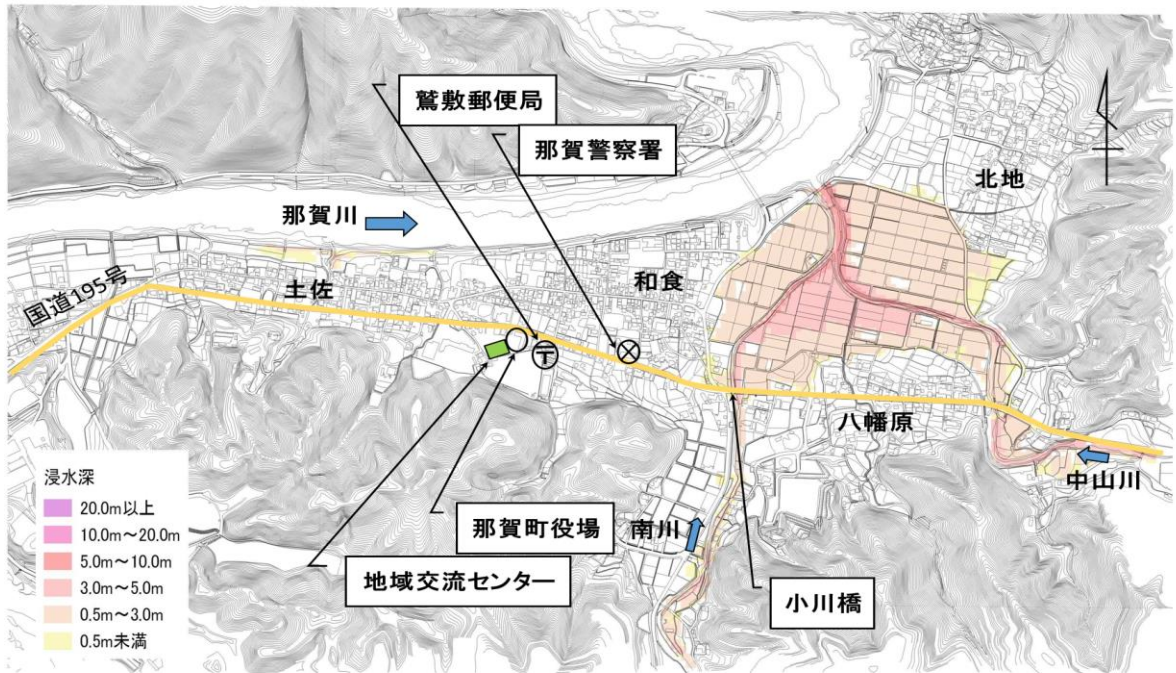 鷲敷郵便局
那賀警察署
北地
那賀川
和食
国道195号
土佐
〒
八幡原
中山川
浸水深
20.0m以上
10.0m～20.0m
5.0m～10.0m
3.0m～5.0m
0.5m～3.0m
0.5m未満
那賀町役場
南川
地域交流センター
小川橋